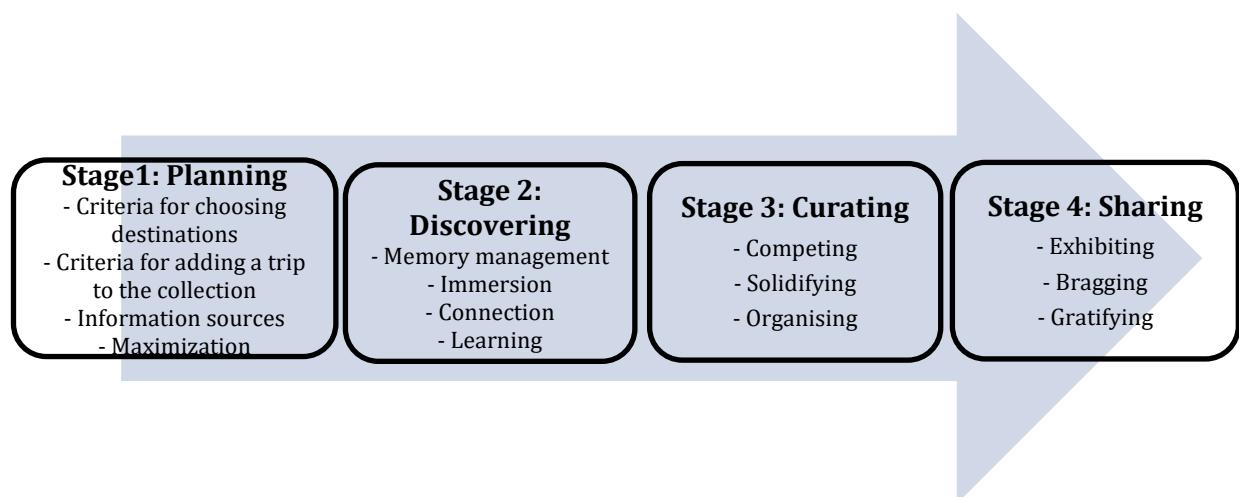 Stage1: Planning
- Criteria for choosing
destinations
- Criteria for adding a trip
to the collection
- Information sources
- Maximization
Stage 2:
Discovering
- Memory management
- Immersion
- Connection
- Learning
Stage 3: Curating
- Competing
- Solidifying
- Organising
Stage 4: Sharing
- Exhibiting
- Bragging
- Gratifying